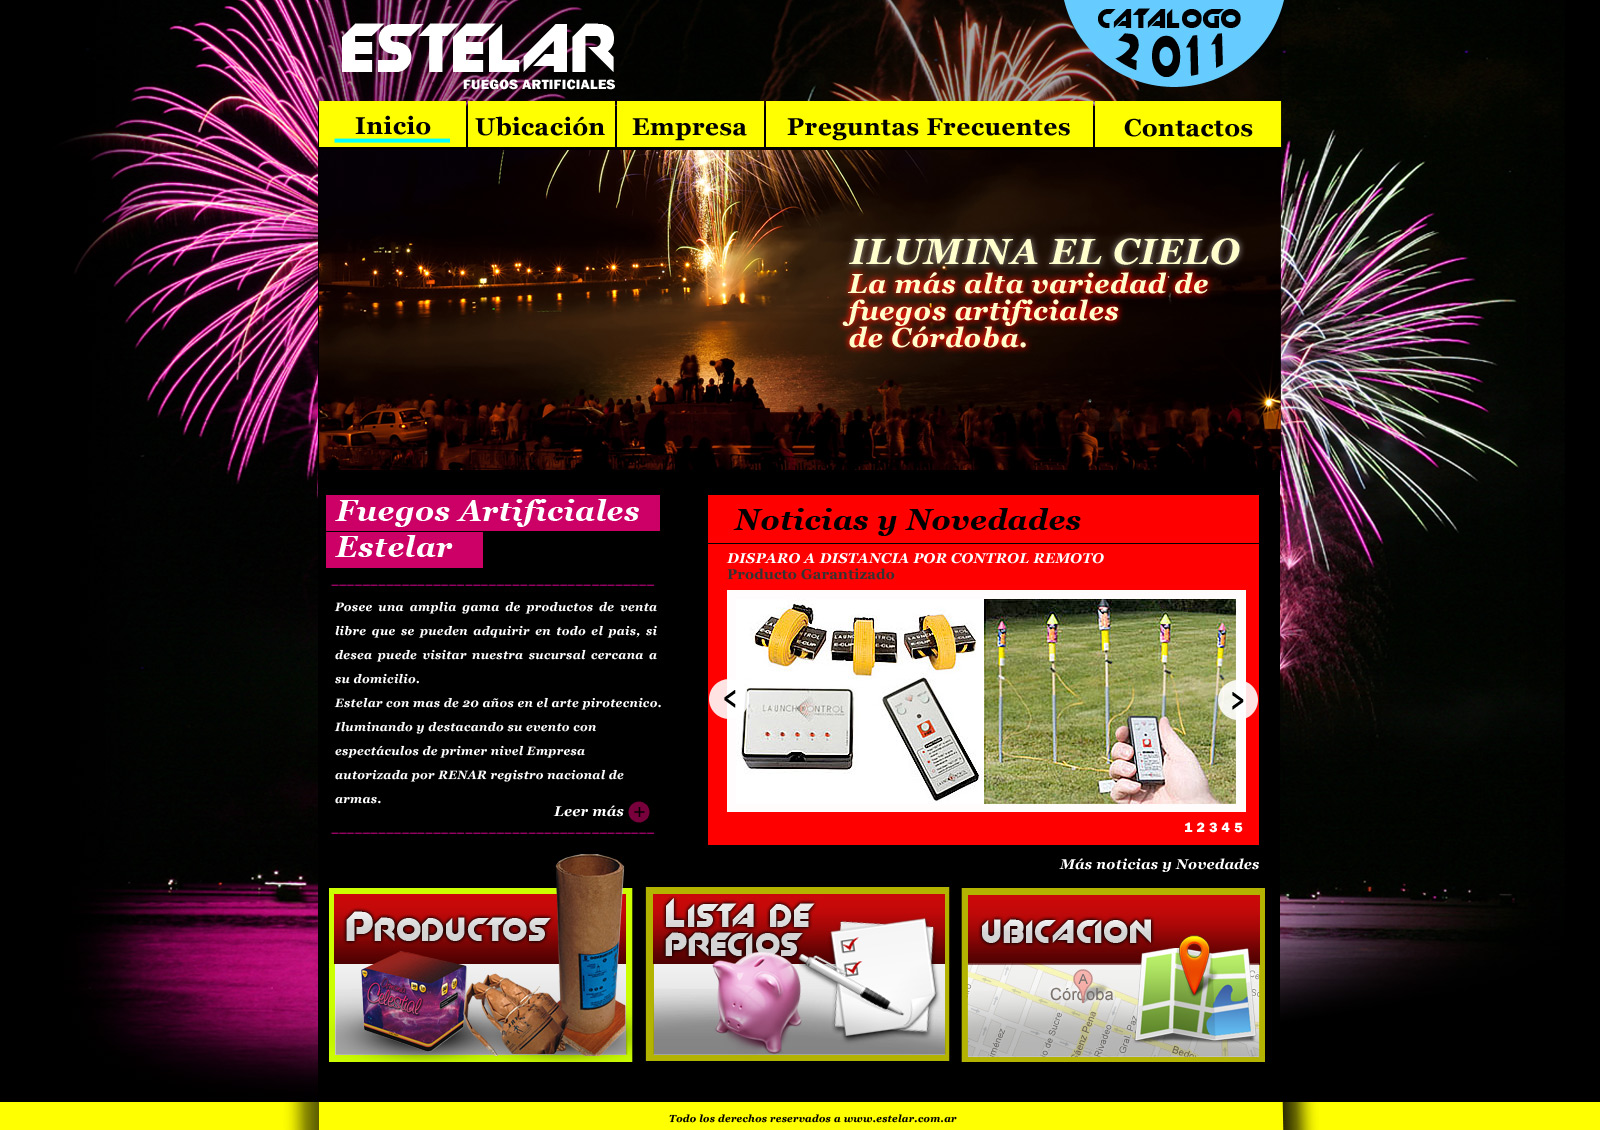 ESTELAR
FUEGOS ARTIFICIALES
CATALOGO
2011
Inicio
Ubicación
Empresa
Preguntas Frecuentes
Contactos
ILUMINA EL CIELO
La más alta variedad de
fuegos artificiales
de Córdoba.
Fuegos Artificiales
Estelar
Posee una amplia gama de productos de venta
libre que se pueden adquirir en todo el pais, si
desea puede visitar nuestra sucursal cercana a
su domicilio.
Estelar con mas de 20 años en el arte pirotecnico.
Iluminando y destacando su evento con
espectáculos de primer nivel Empresa
autorizada por RENAR registro nacional de
armas.
Leer más +
Noticias y Novedades
DISPARO A DISTANCIA POR CONTROL REMOTO
Producto Garantizado
E-CLIP
E-CLIP
E-CLIP
LAUNCH CONTROL
< >
1 2 3 4 5
Más noticias y Novedades
PRODUCTOS
Celestial
LISTA DE
PRECIOS
UBICACION
A
Córdoba
Todo los derechos reservados a www.estelar.com.ar